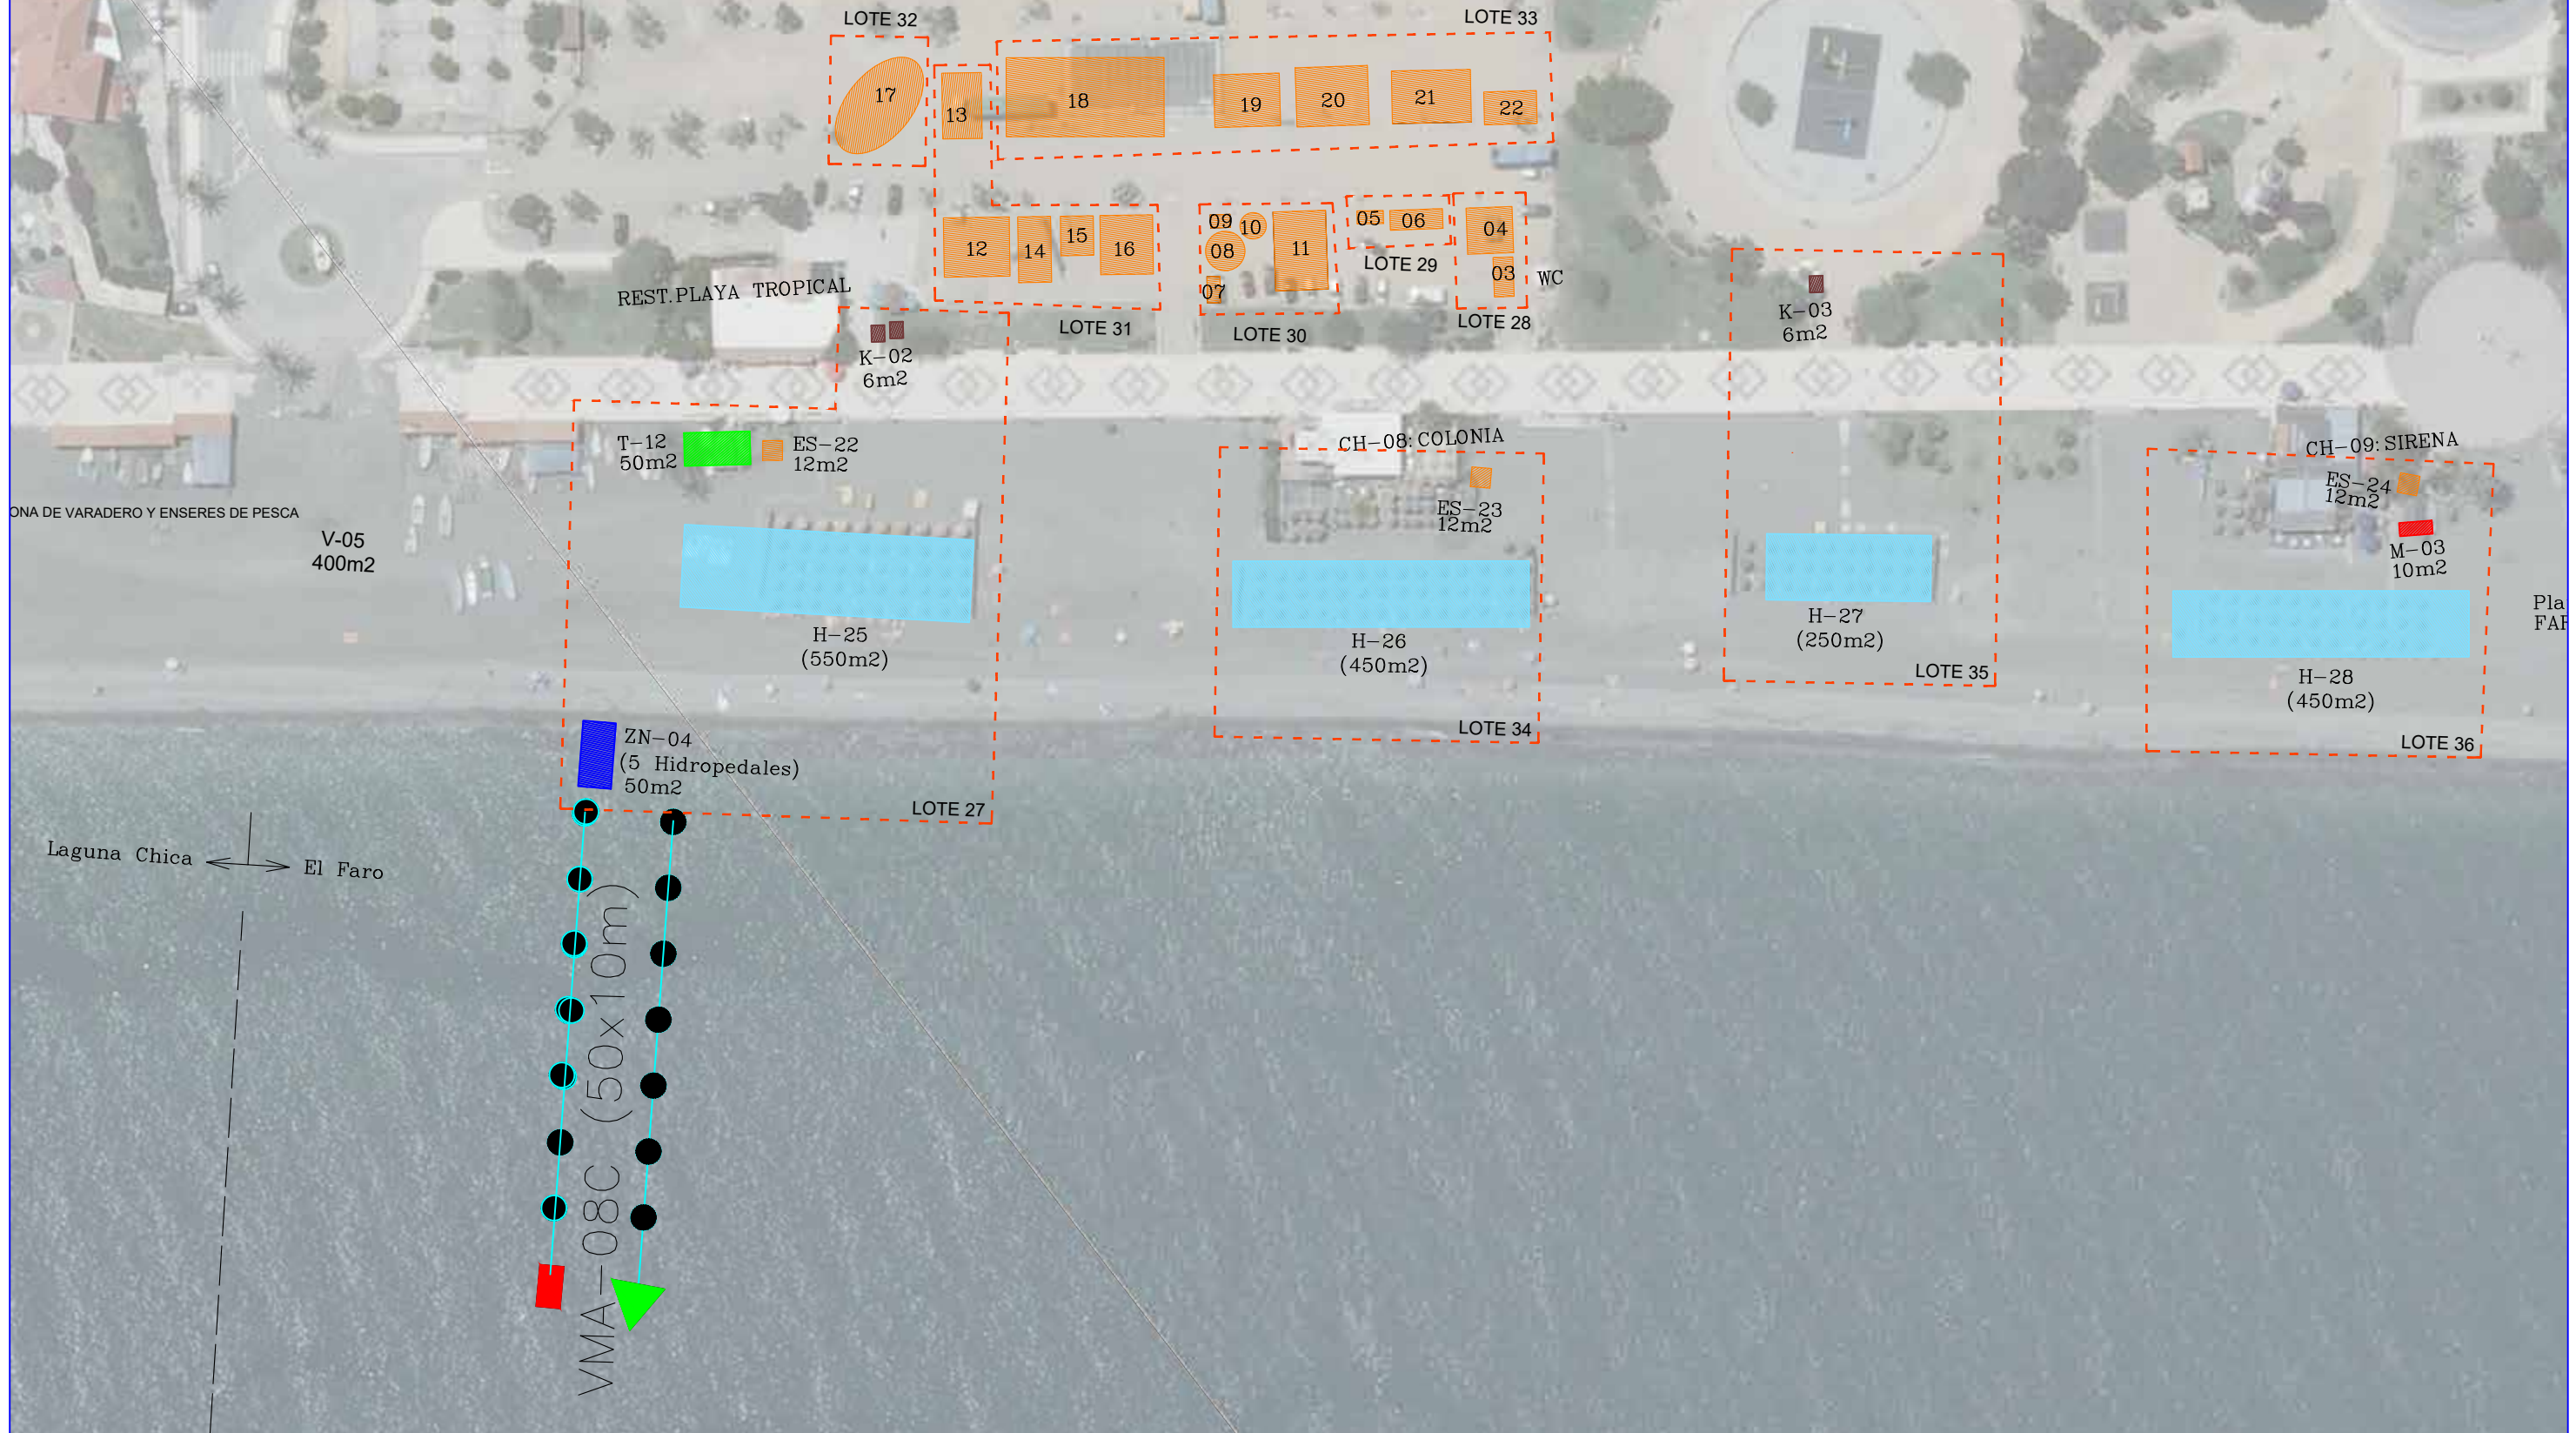 LOTE 32
LOTE 33
17
13
18
19
20
21
22
12
14
15
16
09
10
08
11
07
05
06
04
03
WC
LOTE 29
LOTE 28
LOTE 31
LOTE 30
REST.PLAYA TROPICAL
K-02
6m2
K-03
6m2
T-12
50m2
ES-22
12m2
CH-08: COLONIA
ES-23
12m2
CH-09: SIRENA
ES-24
12m2
M-03
10m2
ONA DE VARADERO Y ENSERES DE PESCA
V-05
400m2
H-25
(550m2)
H-26
(450m2)
H-27
(250m2)
LOTE 35
H-28
(450m2)
Pla
FAR
LOTE 34
LOTE 36
ZN-04
(5 Hidropedales)
50m2
LOTE 27
Laguna Chica
El Faro
VMA-08C (50x10m)